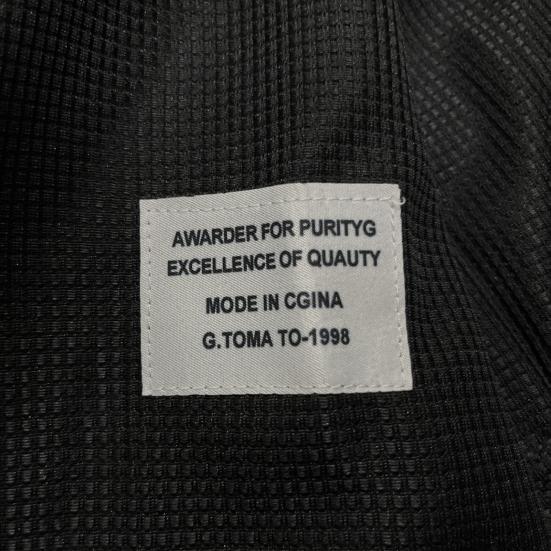 AWARDER FOR PURITYG
EXCELLENCE OF QUAUTY
MODE IN CGINA
G.TOMA TO-1998